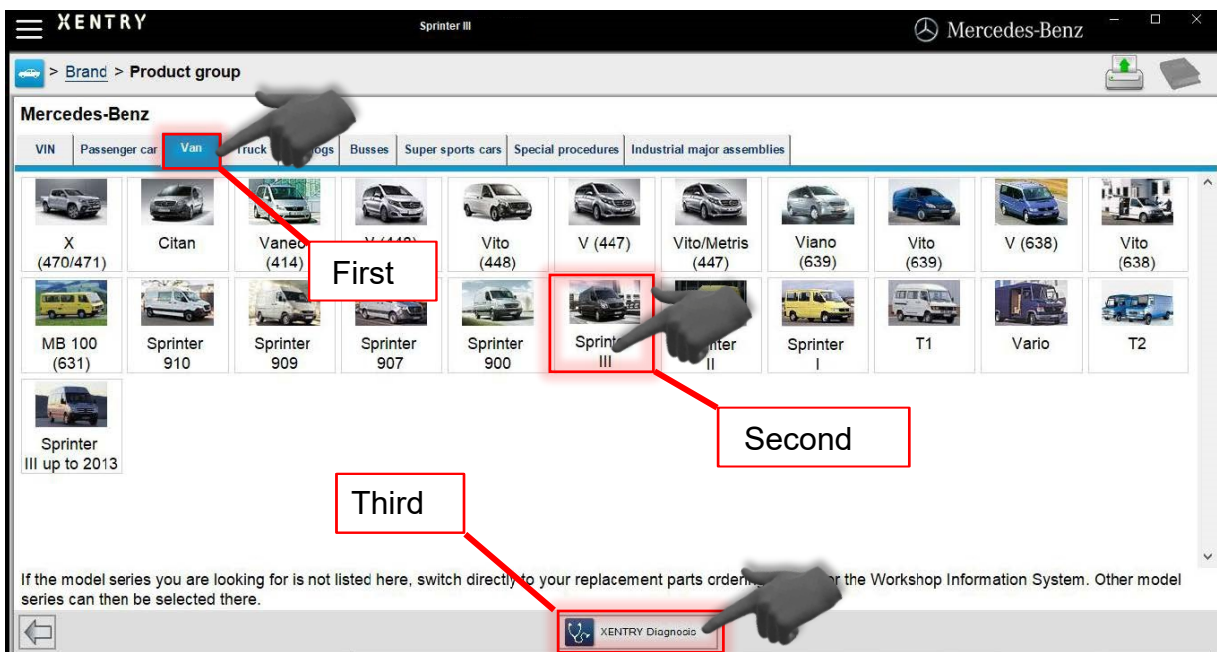 XENTRY
Sprinter III
Mercedes-Benz
> Brand > Product group
Mercedes-Benz
VIN Passenger car Van Truck Busses Super sports cars Special procedures Industrial major assemblies
X
(470/471)
Citan
Vaneo
(414)
Vito
(448)
V (447)
Vito/Metris
(447)
Viano
(639)
Vito
(639)
V (638)
Vito
(638)
First
MB 100
(631)
Sprinter
910
Sprinter
909
Sprinter
907
Sprinter
900
Sprinter
III
II
Sprinter
I
T1
Vario
T2
Sprinter
III up to 2013
Second
Third
If the model series you are looking for is not listed here, switch directly to your replacement parts ordering the Workshop Information System. Other model
series can then be selected there.
XENTRY Diagnosis